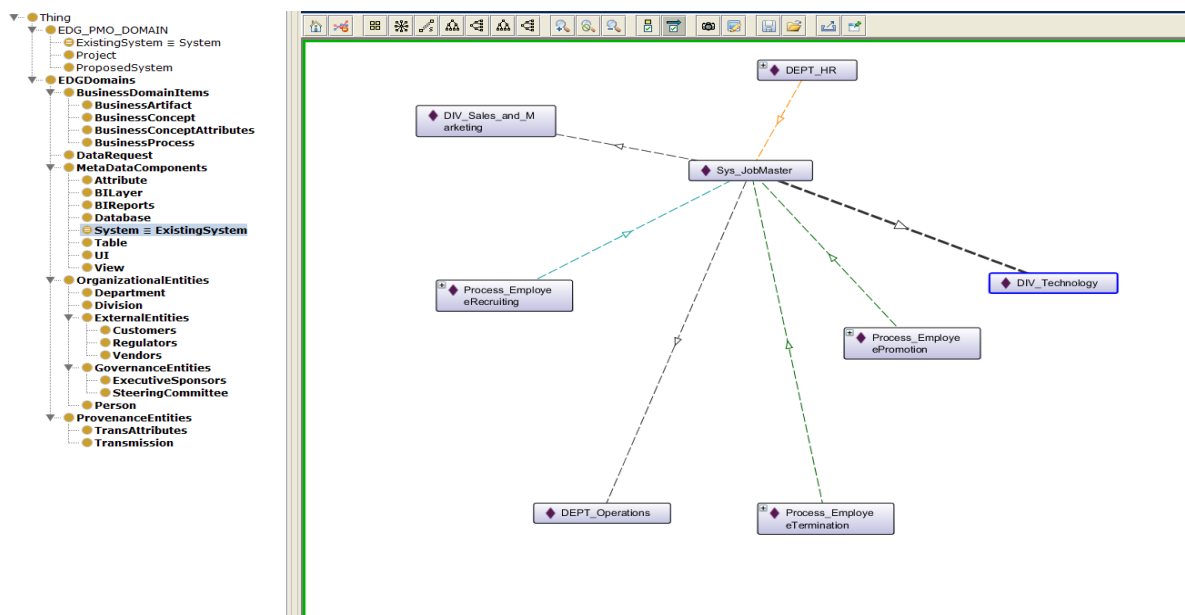 Thing
EDG_PMO_DOMAIN
ExistingSystem ≡ System
Project
ProposedSystem
EDGDomains
BusinessDomainItems
BusinessArtifact
BusinessConcept
BusinessConceptAttributes
BusinessProcess
DataRequest
MetaDataComponents
Attribute
BILayer
BIReports
Database
System ≡ ExistingSystem
Table
UI
View
OrganizationalEntities
Department
Division
ExternalEntities
Customers
Regulators
Vendors
GovernanceEntities
ExecutiveSponsors
SteeringCommittee
Person
ProvenanceEntities
TransAttributes
Transmission
DEPT_HR
DIV_Sales_and_M
arketing
Sys_JobMaster
Process_Employe
eRecruiting
DIV_Technology
Process_Employe
ePromotion
DEPT_Operations
Process_Employe
eTermination